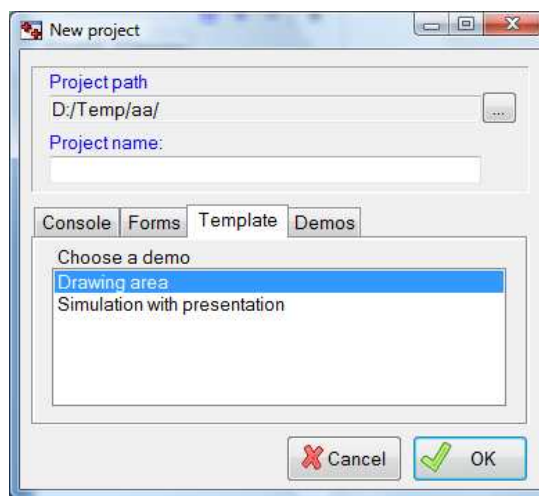 New project
Project path
D:/Temp/aa/
...
Project name:
Console Forms Template Demos
Choose a demo
Drawing area
Simulation with presentation
Cancel OK